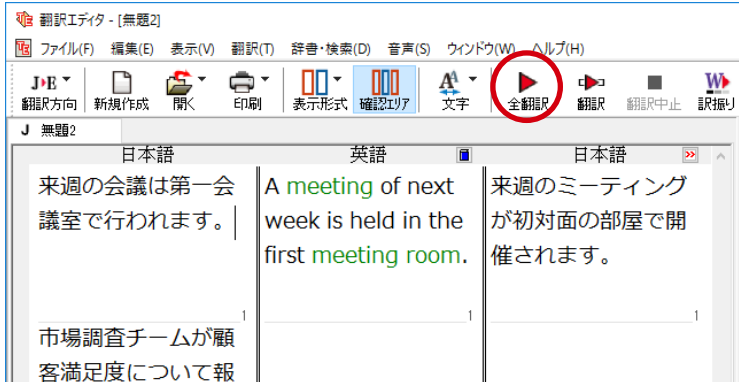 翻訳エディタ - [無題2]
ファイル(F) 編集(E) 表示(V) 翻訳(T) 辞書・検索(D) 音声(S) ウィンドウ(W) ヘルプ(H)
J▶E
翻訳方向 新規作成 開く 印刷 表示形式 確認エリア 文字 全翻訳 翻訳 翻訳中止 訳振り
J 無題2
日本語 英語 日本語
来週の会議は第一会
議室で行われます。
1
A meeting of next
week is held in the
first meeting room.
1
来週のミーティング
が初対面の部屋で開
催されます。
1
市場調査チームが顧
客満足度について報